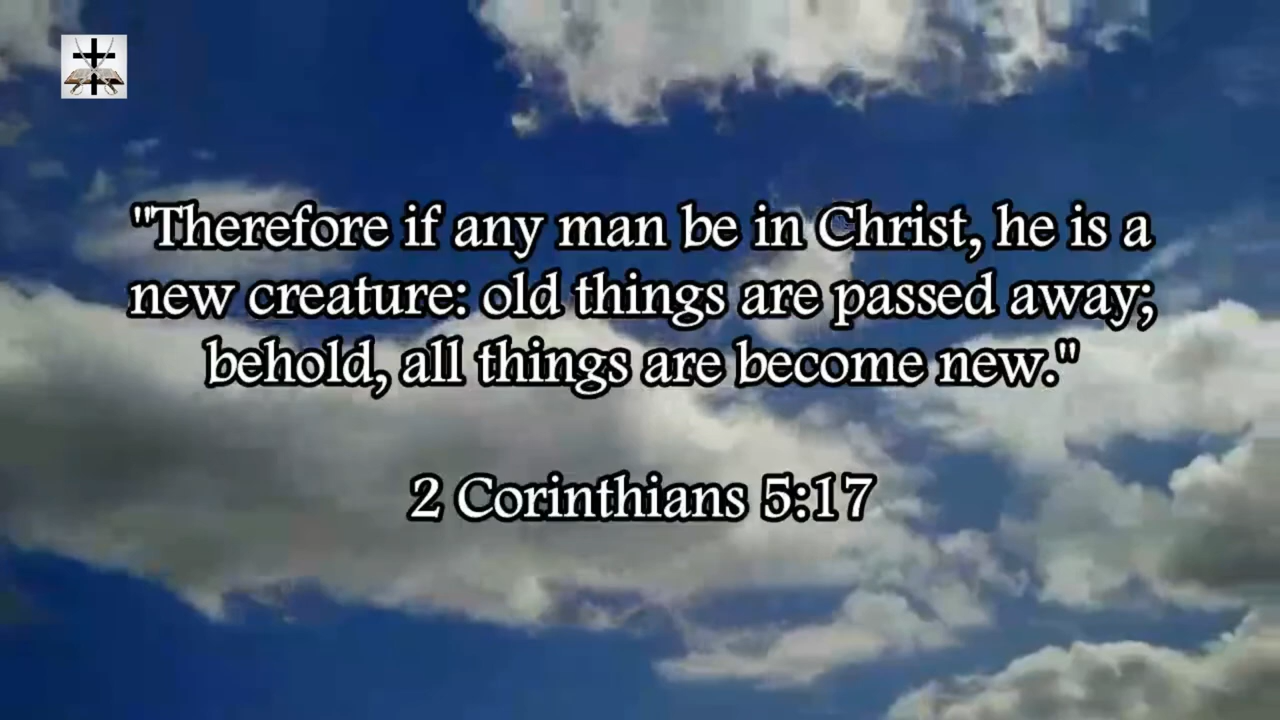 "Therefore if any man be in Christ, he is a
new creature: old things are passed away;
behold, all things are become new."
2 Corinthians 5:17